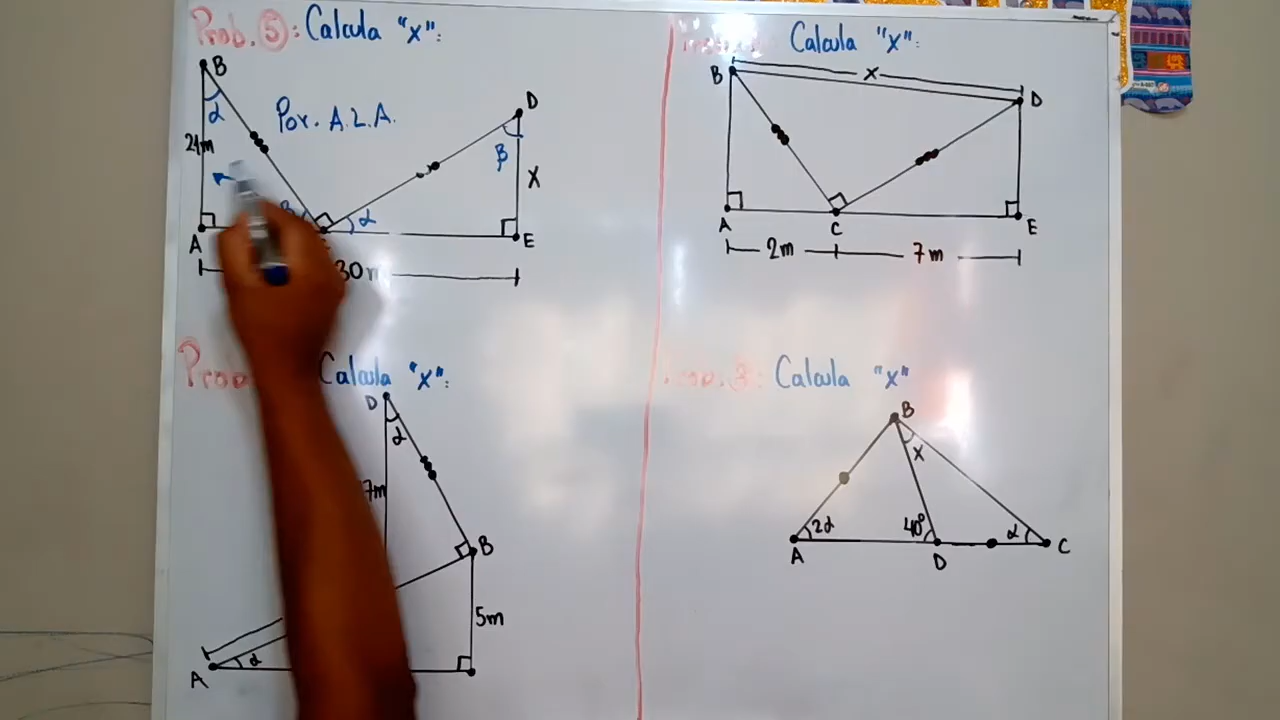 Prob. 5: Calcula "x":
B
α
Por. A.L.A.
D
β
24m
X
α
A
E
30m
Calcula "x":
B
x
D
A
C
E
2m
7m
Calcula "x":
D
α
7m
B
5m
α
A
Calcula "x"
B
x
2α
40°
α
A
D
C